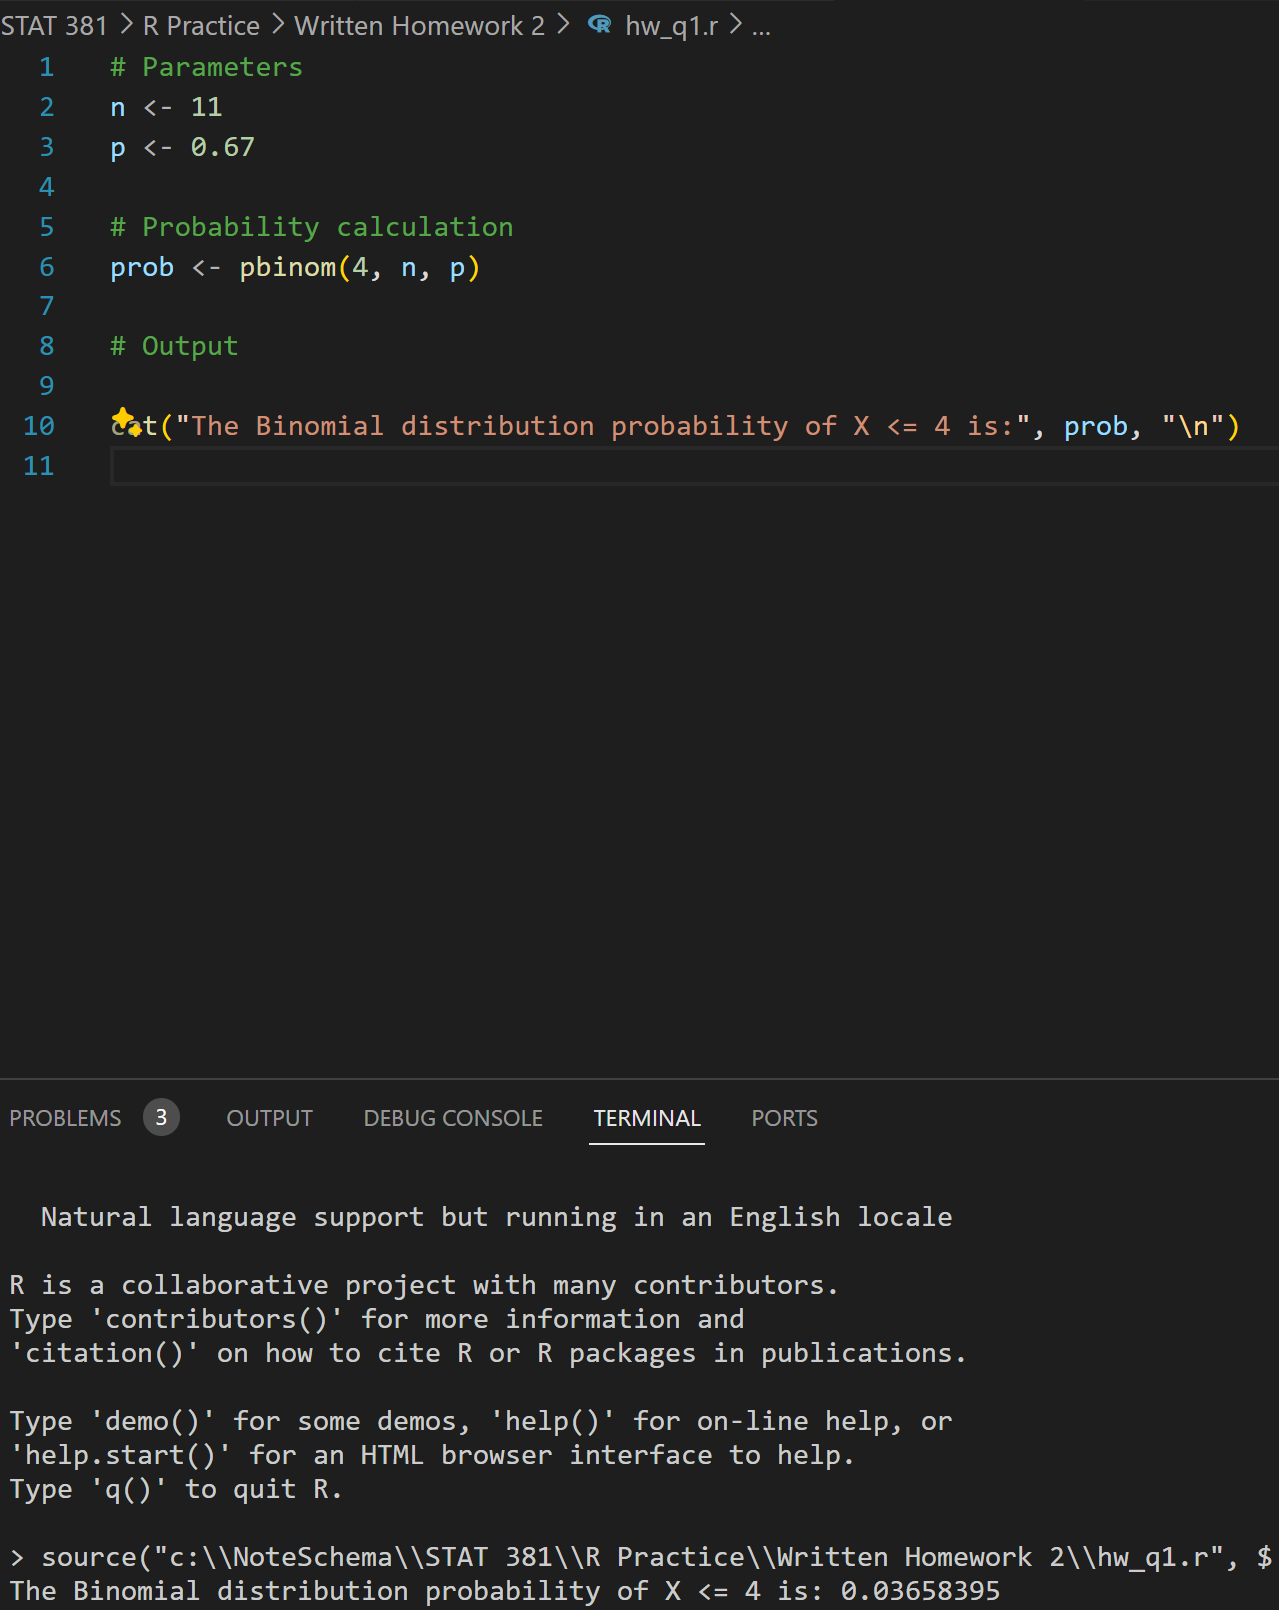 STAT 381 > R Practice > Written Homework 2 > R hw_q1.r > ...
1 # Parameters
2 n <- 11
3 p <- 0.67
4
5 # Probability calculation
6 prob <- pbinom(4, n, p)
7
8 # Output
9
10 cat("The Binomial distribution probability of X <= 4 is:", prob, "\n")
11
PROBLEMS 3 OUTPUT DEBUG CONSOLE TERMINAL PORTS
Natural language support but running in an English locale
R is a collaborative project with many contributors.
Type 'contributors()' for more information and
'citation()' on how to cite R or R packages in publications.
Type 'demo()' for some demos, 'help()' for on-line help, or
'help.start()' for an HTML browser interface to help.
Type 'q()' to quit R.
> source("c:\\NoteSchema\\STAT 381\\R Practice\\Written Homework 2\\hw_q1.r", $
The Binomial distribution probability of X <= 4 is: 0.03658395